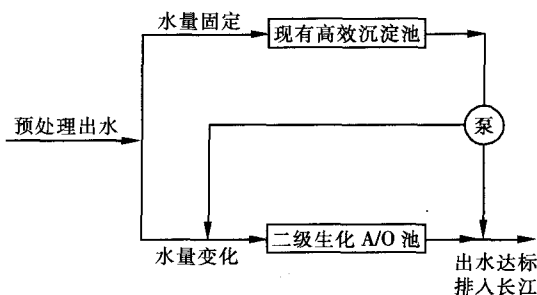 水量固定
现有高效沉淀池
预处理出水
泵
水量变化
二级生化 A/O 池
出水达标
排入长江